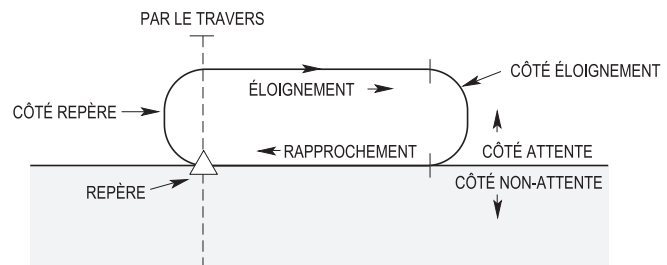 PAR LE TRAVERS
CÔTÉ ÉLOIGNEMENT
ÉLOIGNEMENT
CÔTÉ REPÈRE
RAPPROCHEMENT
CÔTÉ ATTENTE
CÔTÉ NON-ATTENTE
REPÈRE